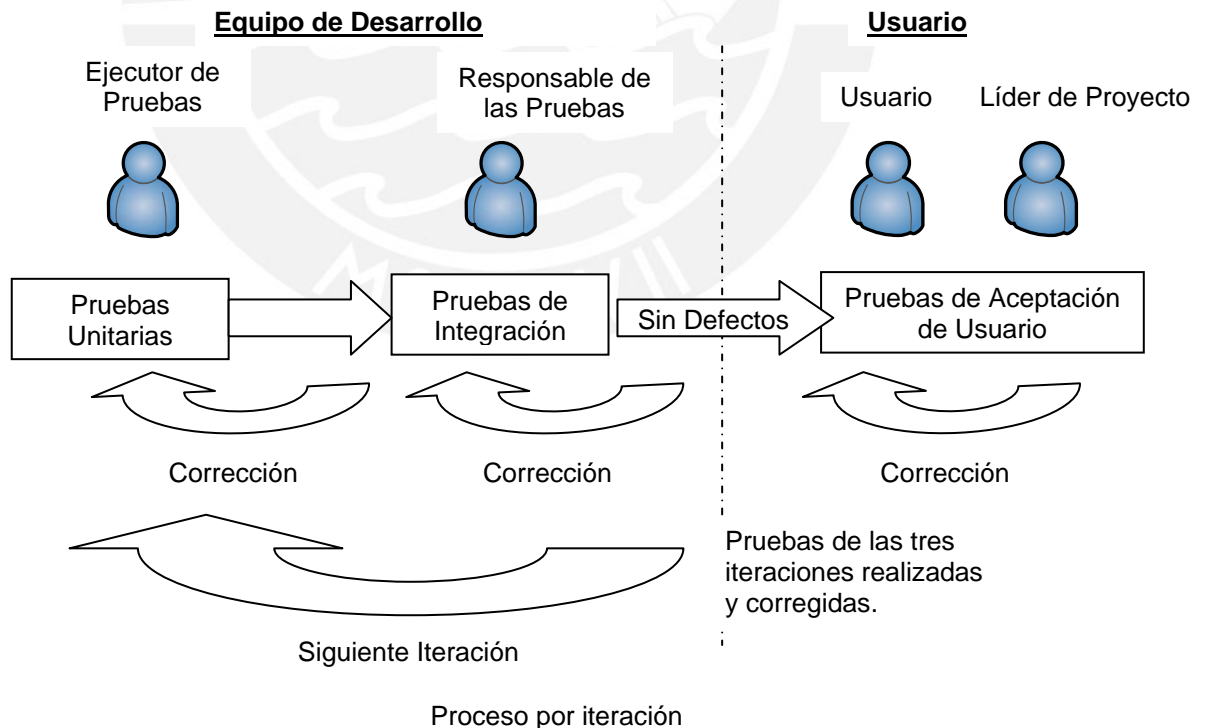 Equipo de Desarrollo
Usuario
Ejecutor de
Pruebas
Responsable de
las Pruebas
Usuario
Líder de Proyecto
Pruebas
Unitarias
Pruebas de
Integración
Sin Defectos
Pruebas de Aceptación
de Usuario
Corrección
Corrección
Corrección
Pruebas de las tres
iteraciones realizadas
y corregidas.
Siguiente Iteración
Proceso por iteración